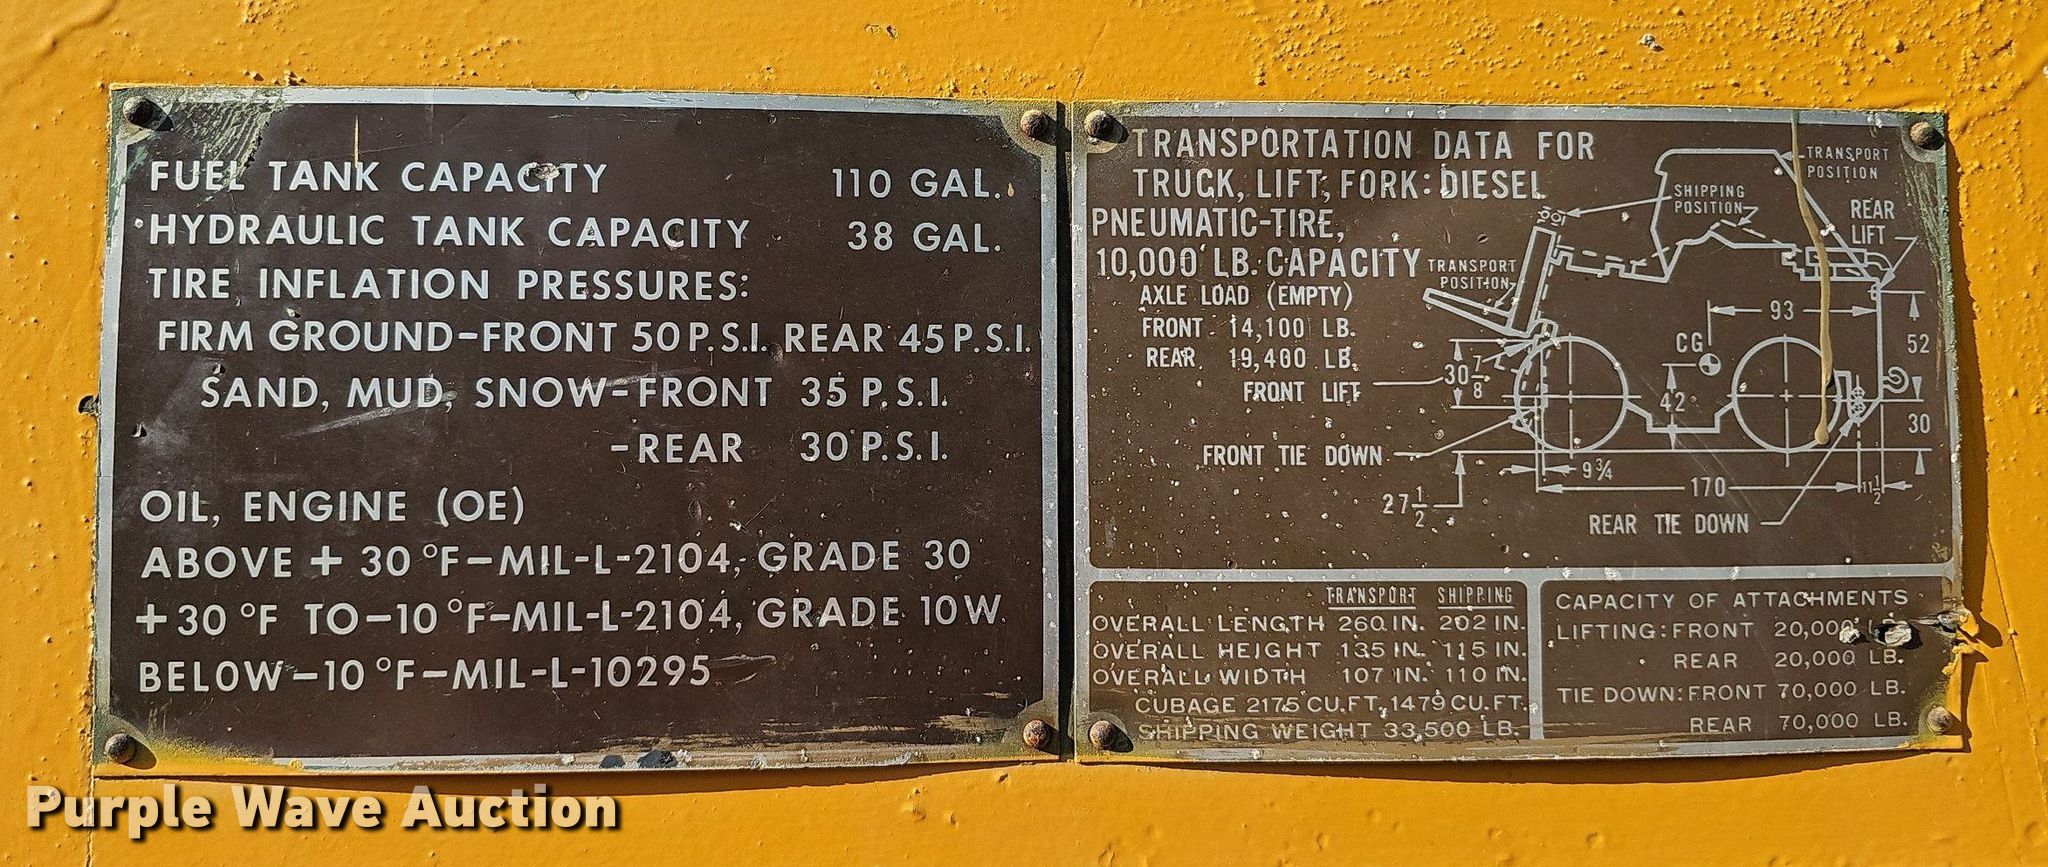 FUEL TANK CAPACITY 110 GAL.
HYDRAULIC TANK CAPACITY 38 GAL.
TIRE INFLATION PRESSURES:
FIRM GROUND-FRONT 50 P.S.I. REAR 45 P.S.I.
SAND, MUD, SNOW-FRONT 35 P.S.I.
-REAR 30 P.S.I.
OIL, ENGINE (OE)
ABOVE + 30 °F-MIL-L-2104, GRADE 30
+30 °F TO-10 °F-MIL-L-2104, GRADE 10W.
BELOW-10 °F-MIL-L-10295
TRANSPORTATION DATA FOR
TRUCK, LIFT, FORK: DIESEL
PNEUMATIC-TIRE,
10,000 LB. CAPACITY
AXLE LOAD (EMPTY)
FRONT 14,100 LB.
REAR 19,400 LB.
TRANSPORT
POSITION
SHIPPING
POSITION
REAR
LIFT
TRANSPORT
POSITION
93
52
CG
30 7/8
FRONT LIFT
42
30
FRONT TIE DOWN
9 3/4
170
11 1/2
27 1/2
REAR TIE DOWN
TRANSPORT SHIPPING
OVERALL LENGTH 260 IN. 202 IN.
OVERALL HEIGHT 135 IN. 115 IN.
OVERALL WIDTH 107 IN. 110 IN.
CUBAGE 2175 CU.FT. 1479 CU.FT.
SHIPPING WEIGHT 33,500 LB.
CAPACITY OF ATTACHMENTS
LIFTING: FRONT 20,000
REAR 20,000 LB.
TIE DOWN: FRONT 70,000 LB.
REAR 70,000 LB.
Purple Wave Auction